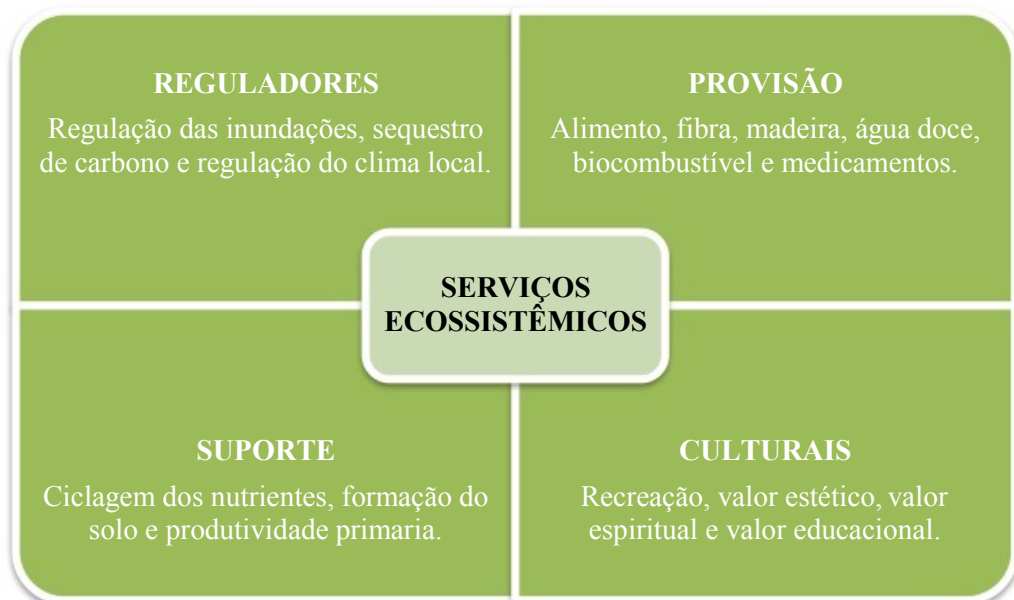 REGULADORES
Regulação das inundações, sequestro
de carbono e regulação do clima local.
PROVISÃO
Alimento, fibra, madeira, água doce,
biocombustível e medicamentos.
SERVIÇOS
ECOSSISTÊMICOS
SUPORTE
Ciclagem dos nutrientes, formação do
solo e produtividade primaria.
CULTURAIS
Recreação, valor estético, valor
espiritual e valor educacional.